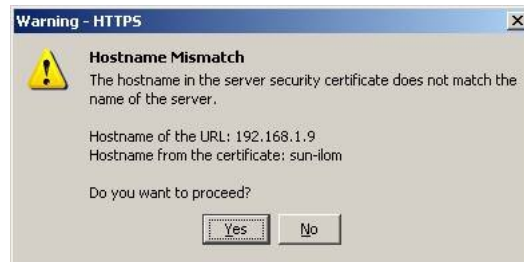 Warning - HTTPS
Hostname Mismatch
The hostname in the server security certificate does not match the
name of the server.
Hostname of the URL: 192.168.1.9
Hostname from the certificate: sun-ilom
Do you want to proceed?
Yes
No